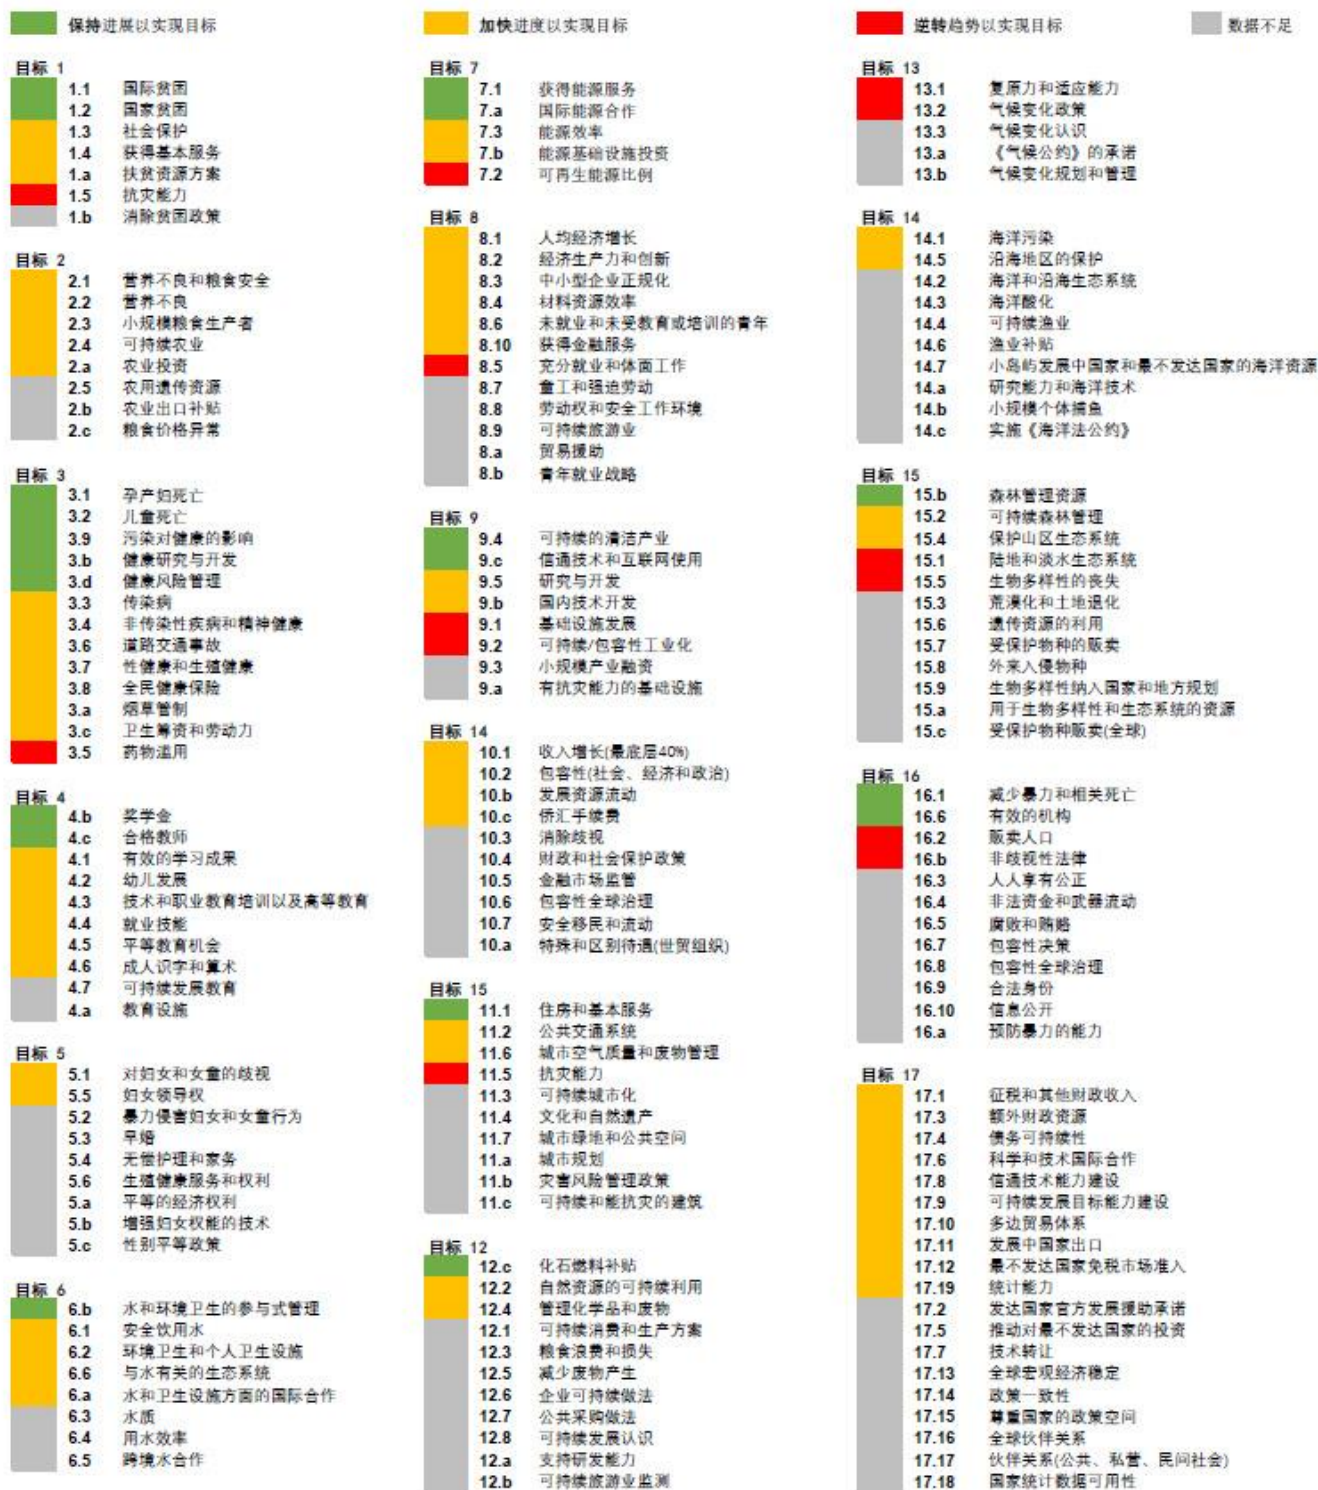 保持进展以实现目标
加快进度以实现目标
逆转趋势以实现目标
数据不足
目标 1
1.1 国际贫困
1.2 国家贫困
1.3 社会保护
1.4 获得基本服务
1.a 扶贫资源方案
1.5 抗灾能力
1.b 消除贫困政策
目标 2
2.1 营养不良和粮食安全
2.2 营养不良
2.3 小规模粮食生产者
2.4 可持续农业
2.a 农业投资
2.5 农用遗传资源
2.b 农业出口补贴
2.c 粮食价格异常
目标 3
3.1 孕产妇死亡
3.2 儿童死亡
3.9 污染对健康的影响
3.b 健康研究与开发
3.d 健康风险管理
3.3 传染病
3.4 非传染性疾病和精神健康
3.6 道路交通事故
3.7 性健康和生殖健康
3.8 全民健康保险
3.a 烟草管制
3.c 卫生筹资和劳动力
3.5 药物滥用
目标 4
4.b 奖学金
4.c 合格教师
4.1 有效的学习成果
4.2 幼儿发展
4.3 技术和职业教育培训以及高等教育
4.4 就业技能
4.5 平等教育机会
4.6 成人识字和算术
4.7 可持续发展教育
4.a 教育设施
目标 5
5.1 对妇女和女童的歧视
5.5 妇女领导权
5.2 暴力侵害妇女和女童行为
5.3 早婚
5.4 无偿护理和家务
5.6 生殖健康服务和权利
5.a 平等的经济权利
5.b 增强妇女权能的技术
5.c 性别平等政策
目标 6
6.b 水和环境卫生的参与式管理
6.1 安全饮用水
6.2 环境卫生和个人卫生设施
6.6 与水有关的生态系统
6.a 水和卫生设施方面的国际合作
6.3 水质
6.4 用水效率
6.5 跨境水合作
目标 7
7.1 获得能源服务
7.a 国际能源合作
7.3 能源效率
7.b 能源基础设施投资
7.2 可再生能源比例
目标 8
8.1 人均经济增长
8.2 经济生产力和创新
8.3 中小型企业正规化
8.4 材料资源效率
8.6 未就业和未受教育或培训的青年
8.10 获得金融服务
8.5 充分就业和体面工作
8.7 童工和强迫劳动
8.8 劳动权和安全工作环境
8.9 可持续旅游业
8.a 贸易援助
8.b 青年就业战略
目标 9
9.4 可持续的清洁产业
9.c 信通技术和互联网使用
9.5 研究与开发
9.b 国内技术开发
9.1 基础设施发展
9.2 可持续/包容性工业化
9.3 小规模产业融资
9.a 有抗灾能力的基础设施
目标 14
10.1 收入增长(最底层40%)
10.2 包容性(社会、经济和政治)
10.b 发展资源流动
10.c 侨汇手续费
10.3 消除歧视
10.4 财政和社会保护政策
10.5 金融市场监管
10.6 包容性全球治理
10.7 安全移民和流动
10.a 特殊和区别待遇(世贸组织)
目标 15
11.1 住房和基本服务
11.2 公共交通系统
11.6 城市空气质量和废物管理
11.5 抗灾能力
11.3 可持续城市化
11.4 文化和自然遗产
11.7 城市绿地和公共空间
11.a 城市规划
11.b 灾害风险管理政策
11.c 可持续和能抗灾的建筑
目标 12
12.c 化石燃料补贴
12.2 自然资源的可持续利用
12.4 管理化学品和废物
12.1 可持续消费和生产方案
12.3 粮食浪费和损失
12.5 减少废物产生
12.6 企业可持续做法
12.7 公共采购做法
12.8 可持续发展认识
12.a 支持研发能力
12.b 可持续旅游业监测
目标 13
13.1 复原力和适应能力
13.2 气候变化政策
13.3 气候变化认识
13.a 《气候公约》的承诺
13.b 气候变化规划和管理
目标 14
14.1 海洋污染
14.5 沿海地区的保护
14.2 海洋和沿海生态系统
14.3 海洋酸化
14.4 可持续渔业
14.6 渔业补贴
14.7 小岛屿发展中国家和最不发达国家的海洋资源
14.a 研究能力和海洋技术
14.b 小规模个体捕鱼
14.c 实施《海洋法公约》
目标 15
15.b 森林管理资源
15.2 可持续森林管理
15.4 保护山区生态系统
15.1 陆地和淡水生态系统
15.5 生物多样性的丧失
15.3 荒漠化和土地退化
15.6 遗传资源的利用
15.7 受保护物种的贩卖
15.8 外来入侵物种
15.9 生物多样性纳入国家和地方规划
15.a 用于生物多样性和生态系统的资源
15.c 受保护物种贩卖(全球)
目标 16
16.1 减少暴力和相关死亡
16.6 有效的机构
16.2 贩卖人口
16.b 非歧视性法律
16.3 人人享有公正
16.4 非法资金和武器流动
16.5 腐败和贿赂
16.7 包容性决策
16.8 包容性全球治理
16.9 合法身份
16.10 信息公开
16.a 预防暴力的能力
目标 17
17.1 征税和其他财政收入
17.3 额外财政资源
17.4 债务可持续性
17.6 科学和技术国际合作
17.8 信通技术能力建设
17.9 可持续发展目标能力建设
17.10 多边贸易体系
17.11 发展中国家出口
17.12 最不发达国家免税市场准入
17.19 统计能力
17.2 发达国家官方发展援助承诺
17.5 推动对最不发达国家的投资
17.7 技术转让
17.13 全球宏观经济稳定
17.14 政策一致性
17.15 尊重国家的政策空间
17.16 全球伙伴关系
17.17 伙伴关系(公共、私营、民间社会)
17.18 国家统计数据可用性